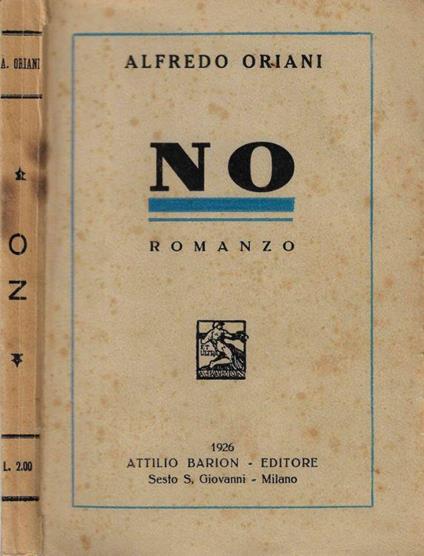 A. ORIANI
NO
L. 2.00
ALFREDO ORIANI
NO
ROMANZO
1926
ATTILIO BARION - EDITORE
Sesto S. Giovanni - Milano